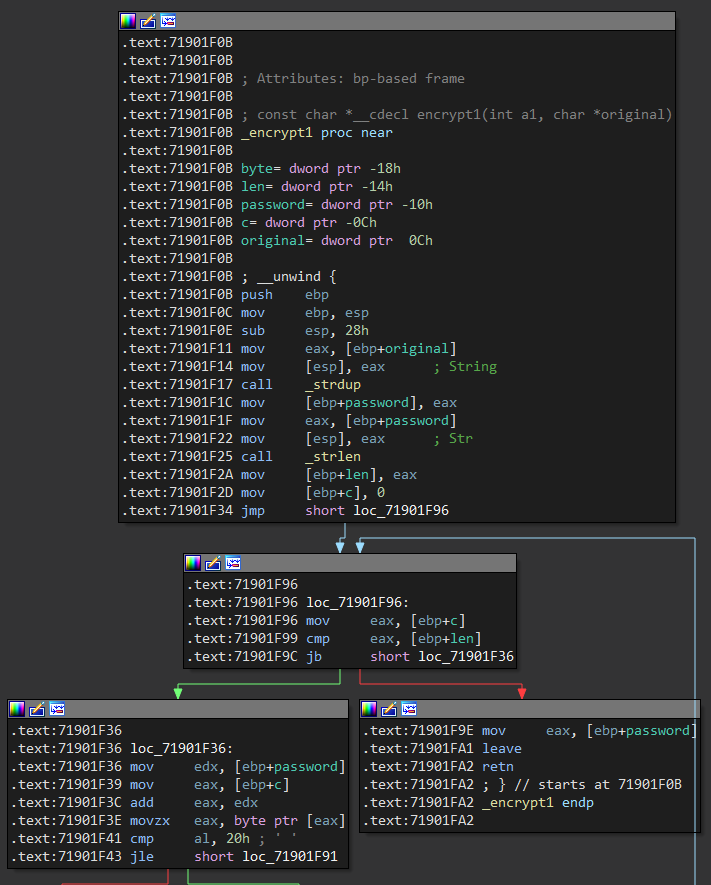 .text:71901F0B
.text:71901F0B
.text:71901F0B ; Attributes: bp-based frame
.text:71901F0B
.text:71901F0B ; const char *__cdecl encrypt1(int a1, char *original)
.text:71901F0B _encrypt1 proc near
.text:71901F0B
.text:71901F0B byte= dword ptr -18h
.text:71901F0B len= dword ptr -14h
.text:71901F0B password= dword ptr -10h
.text:71901F0B c= dword ptr -0Ch
.text:71901F0B original= dword ptr  0Ch
.text:71901F0B
.text:71901F0B ; __unwind {
.text:71901F0B push    ebp
.text:71901F0C mov     ebp, esp
.text:71901F0E sub     esp, 28h
.text:71901F11 mov     eax, [ebp+original]
.text:71901F14 mov     [esp], eax      ; String
.text:71901F17 call    _strdup
.text:71901F1C mov     [ebp+password], eax
.text:71901F1F mov     eax, [ebp+password]
.text:71901F22 mov     [esp], eax      ; Str
.text:71901F25 call    _strlen
.text:71901F2A mov     [ebp+len], eax
.text:71901F2D mov     [ebp+c], 0
.text:71901F34 jmp     short loc_71901F96
.text:71901F96
.text:71901F96 loc_71901F96:
.text:71901F96 mov     eax, [ebp+c]
.text:71901F99 cmp     eax, [ebp+len]
.text:71901F9C jb      short loc_71901F36
.text:71901F36
.text:71901F36 loc_71901F36:
.text:71901F36 mov     edx, [ebp+password]
.text:71901F39 mov     eax, [ebp+c]
.text:71901F3C add     eax, edx
.text:71901F3E movzx   eax, byte ptr [eax]
.text:71901F41 cmp     al, 20h ; ' '
.text:71901F43 jle     short loc_71901F91
.text:71901F9E mov     eax, [ebp+password]
.text:71901FA1 leave
.text:71901FA2 retn
.text:71901FA2 ; } // starts at 71901F0B
.text:71901FA2 _encrypt1 endp
.text:71901FA2